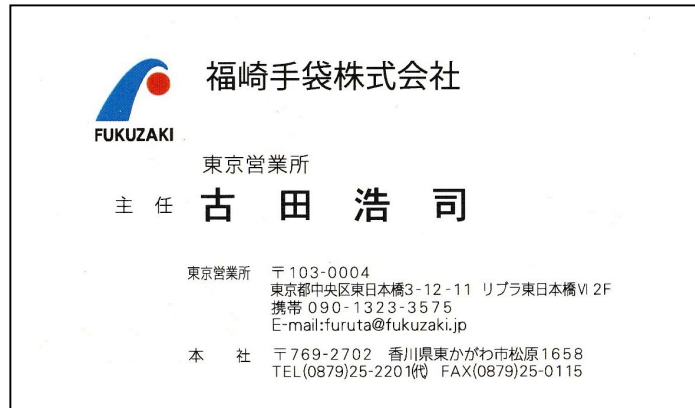 福崎手袋株式会社
FUKUZAKI
東京営業所
主 任 古 田 浩 司
東京営業所 〒103-0004
東京都中央区東日本橋3-12-11 リブラ東日本橋Ⅵ 2F
携帯 090-1323-3575
E-mail:furuta@fukuzaki.jp
本 社 〒769-2702 香川県東かがわ市松原1658
TEL(0879)25-2201㈹ FAX(0879)25-0115